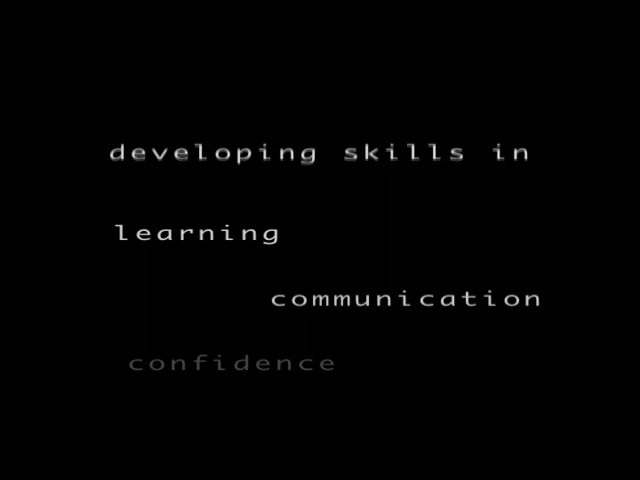 developing skills in
learning
communication
confidence